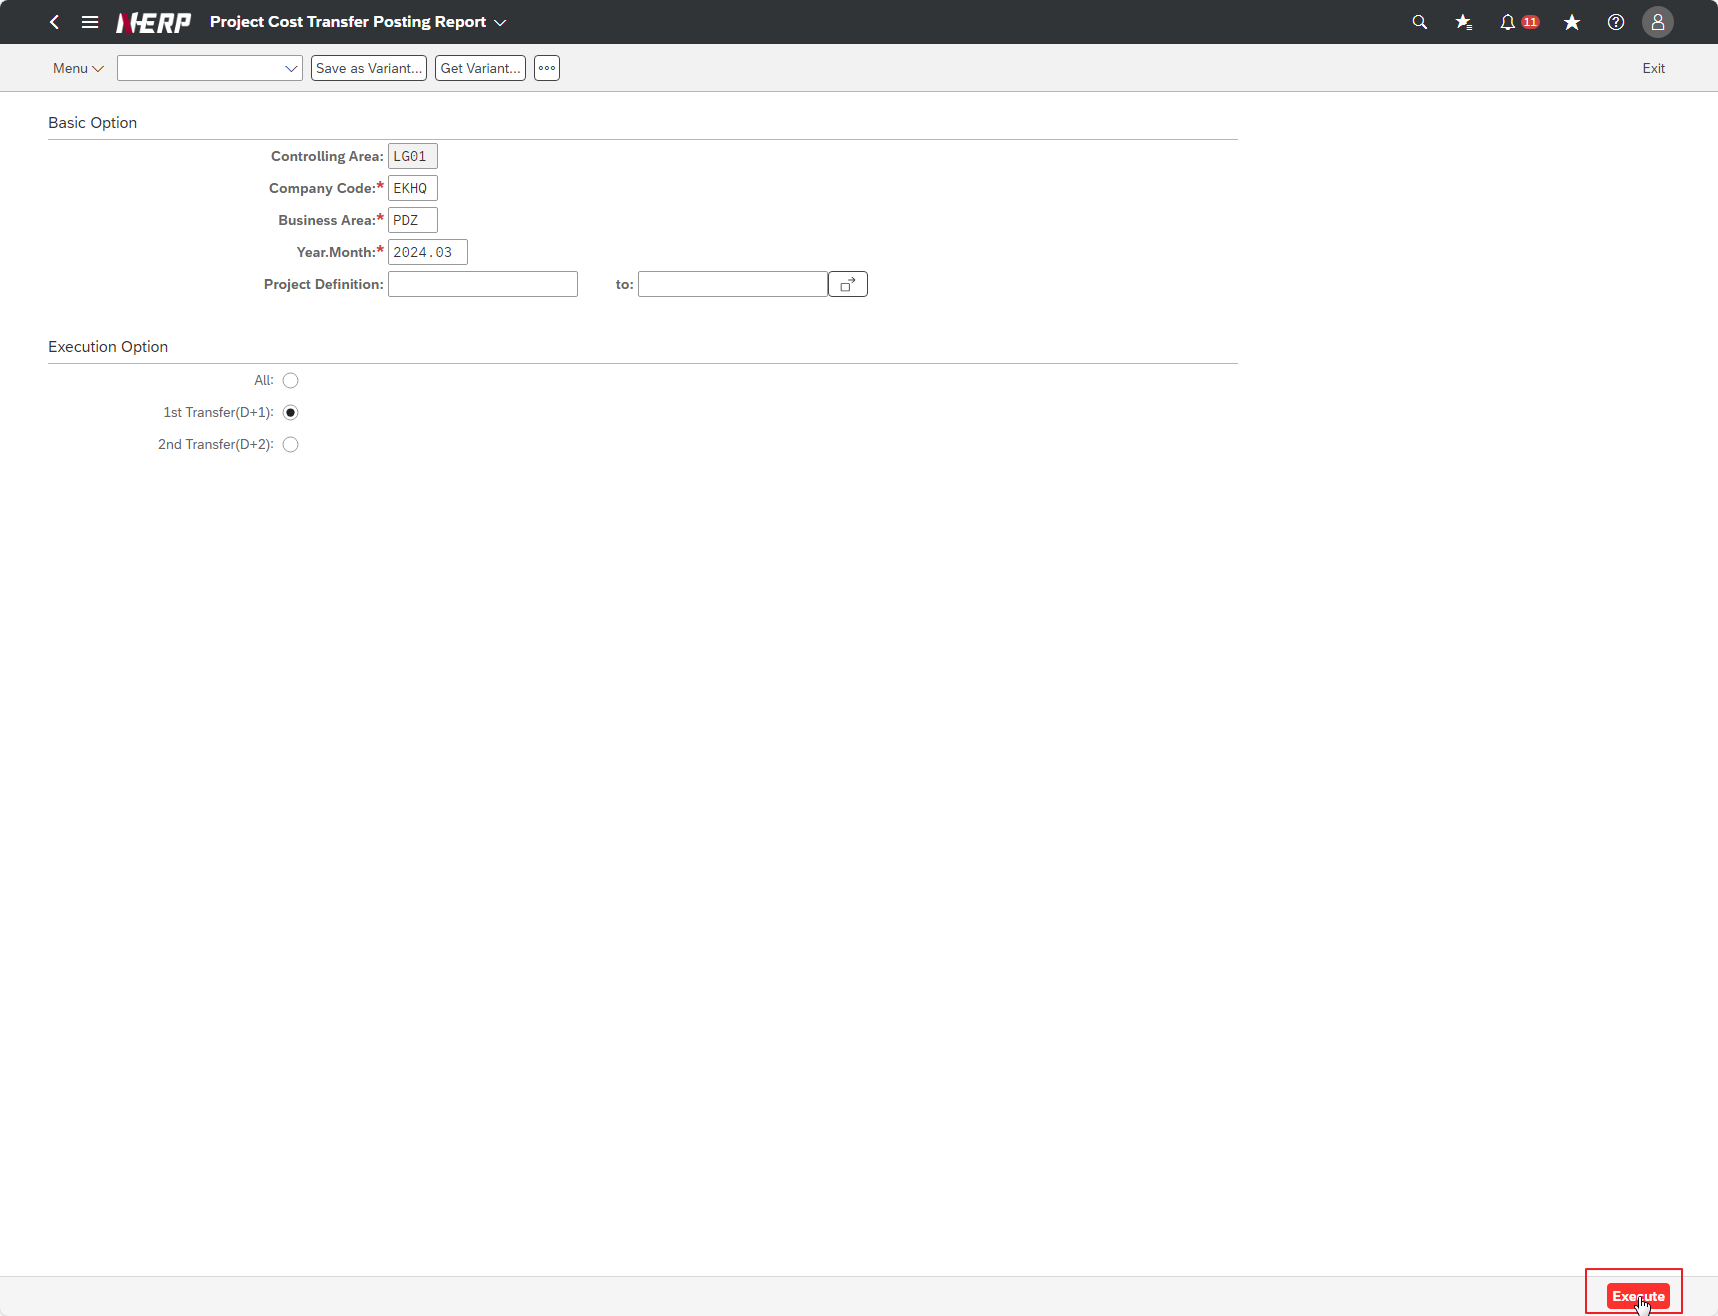 NERP Project Cost Transfer Posting Report 11
Menu Save as Variant... Get Variant... Exit
Basic Option
Controlling Area: LG01
Company Code:* EKHQ
Business Area:* PDZ
Year.Month:* 2024.03
Project Definition: to:
Execution Option
All:
1st Transfer(D+1):
2nd Transfer(D+2):
Execute